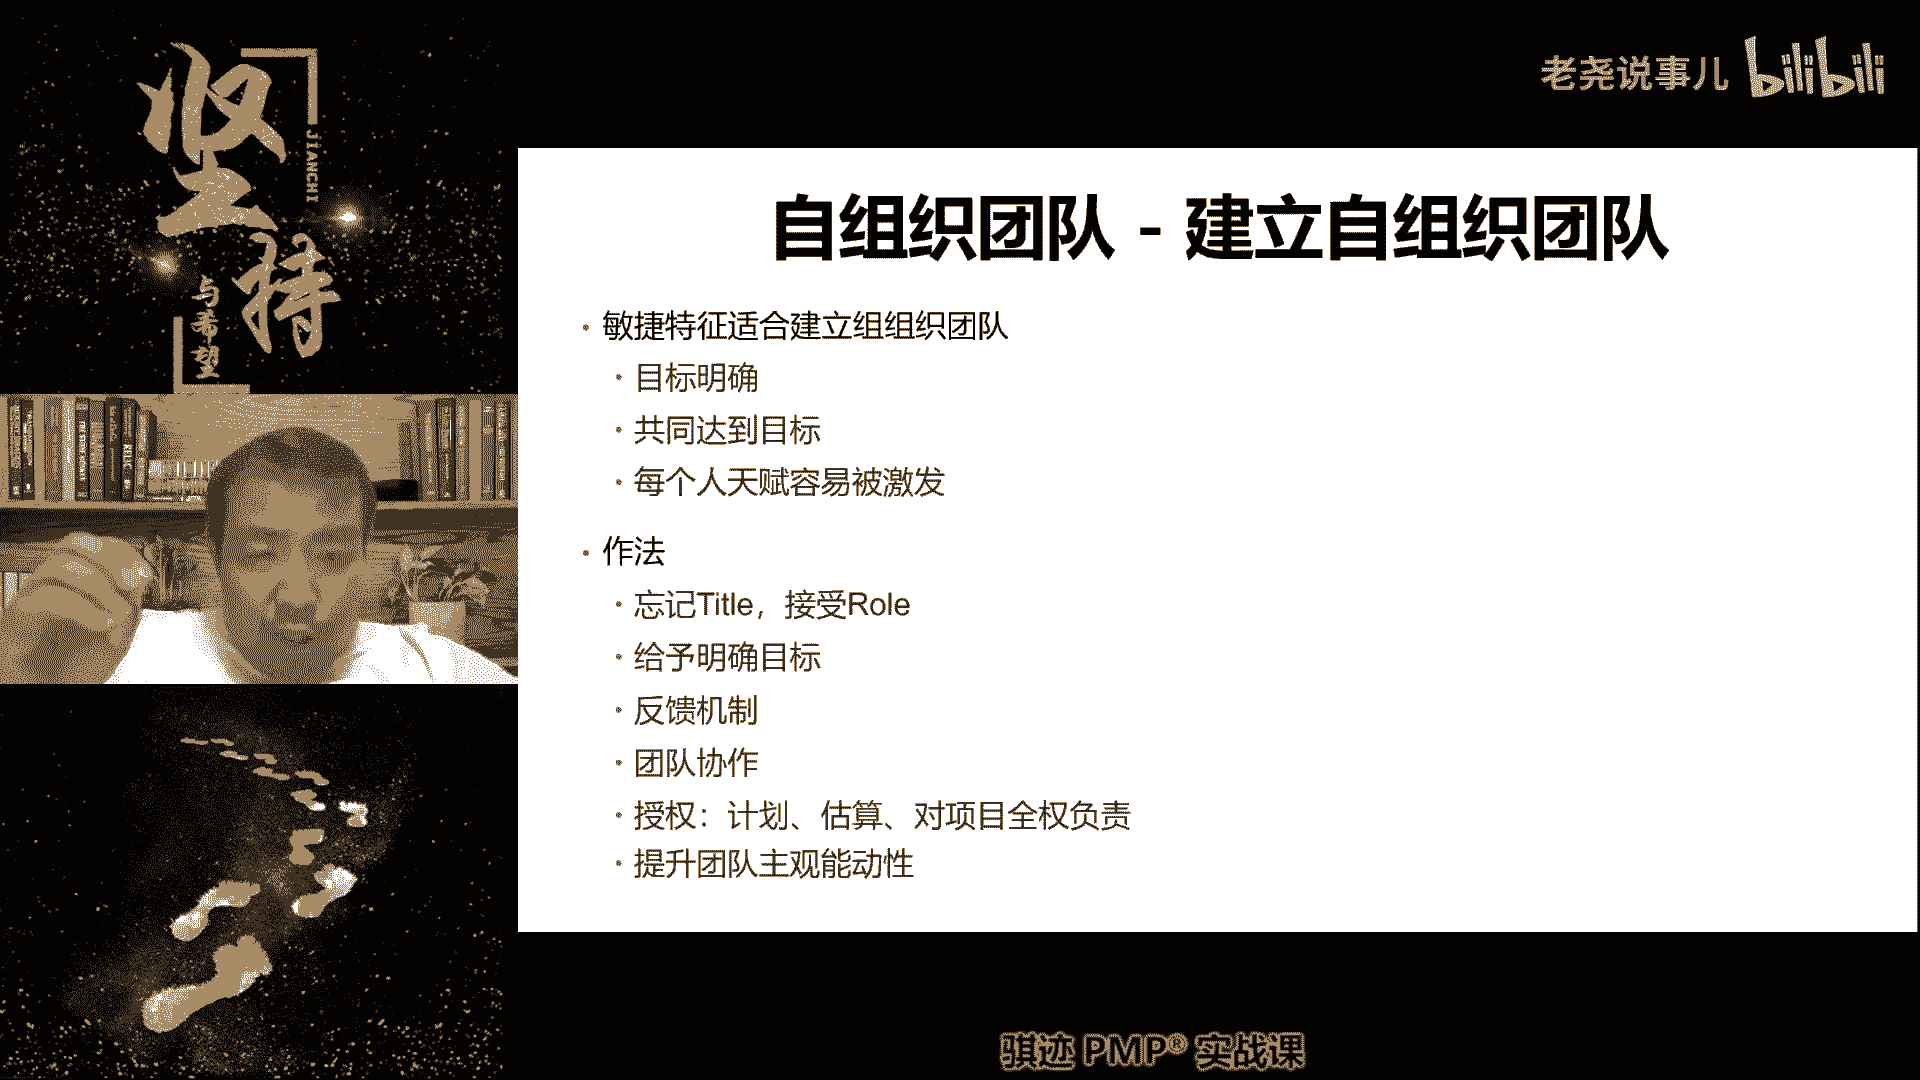 坚持
JIANCHI
与希望
老尧说事儿 bilibili
自组织团队 - 建立自组织团队
• 敏捷特征适合建立组组织团队
• 目标明确
• 共同达到目标
• 每个人天赋容易被激发
• 作法
• 忘记Title，接受Role
• 给予明确目标
• 反馈机制
• 团队协作
• 授权：计划、估算、对项目全权负责
• 提升团队主观能动性
骐迹 PMP® 实战课